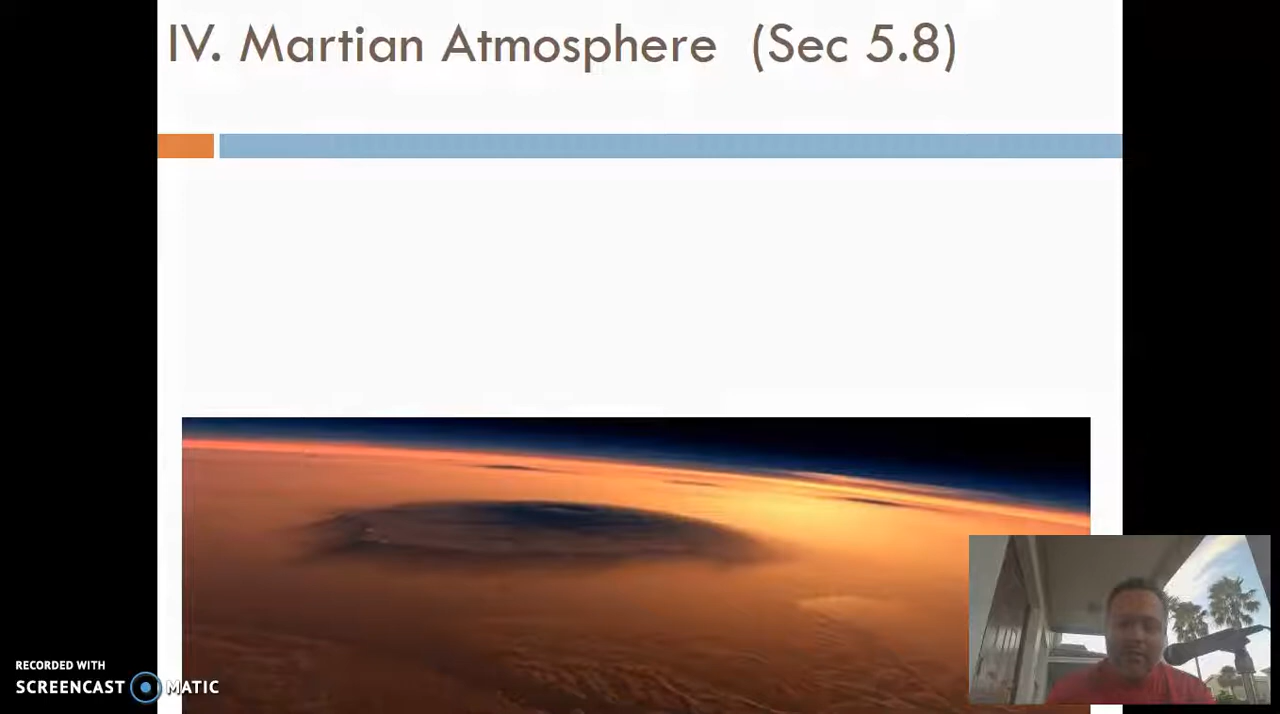 IV. Martian Atmosphere (Sec 5.8)
RECORDED WITH
SCREENCAST MATIC